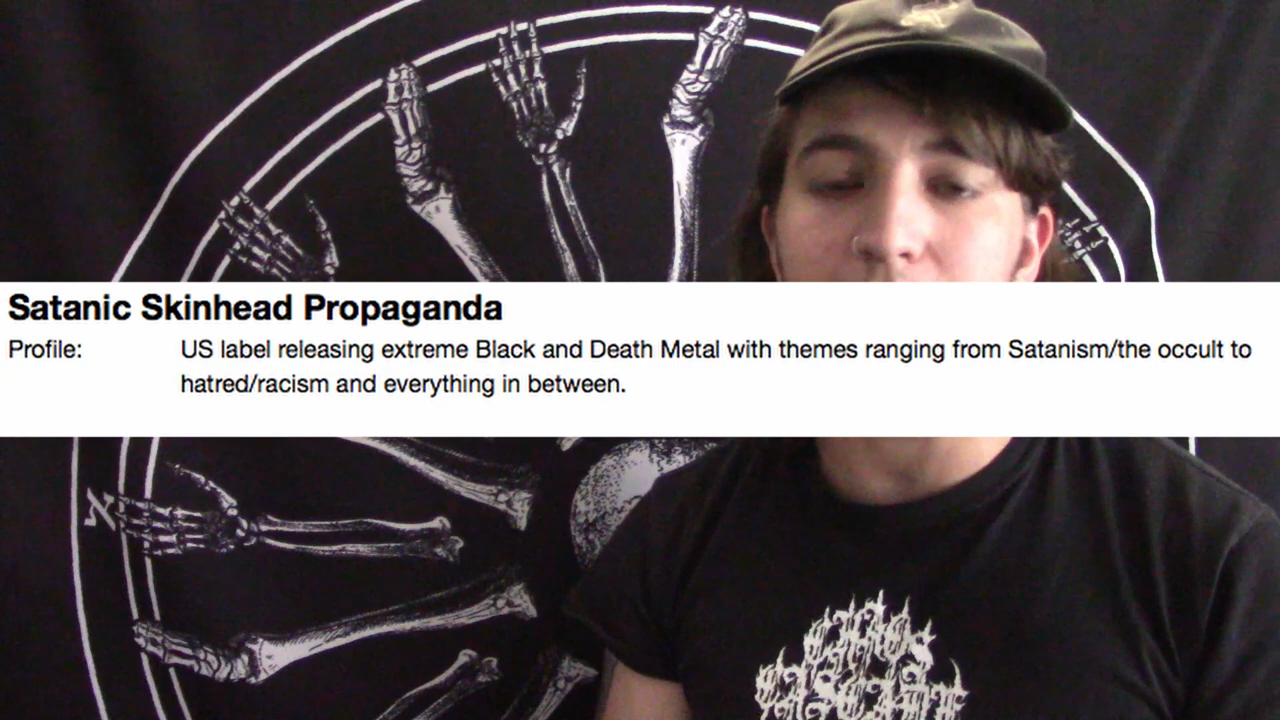 Satanic Skinhead Propaganda
Profile: US label releasing extreme Black and Death Metal with themes ranging from Satanism/the occult to
hatred/racism and everything in between.